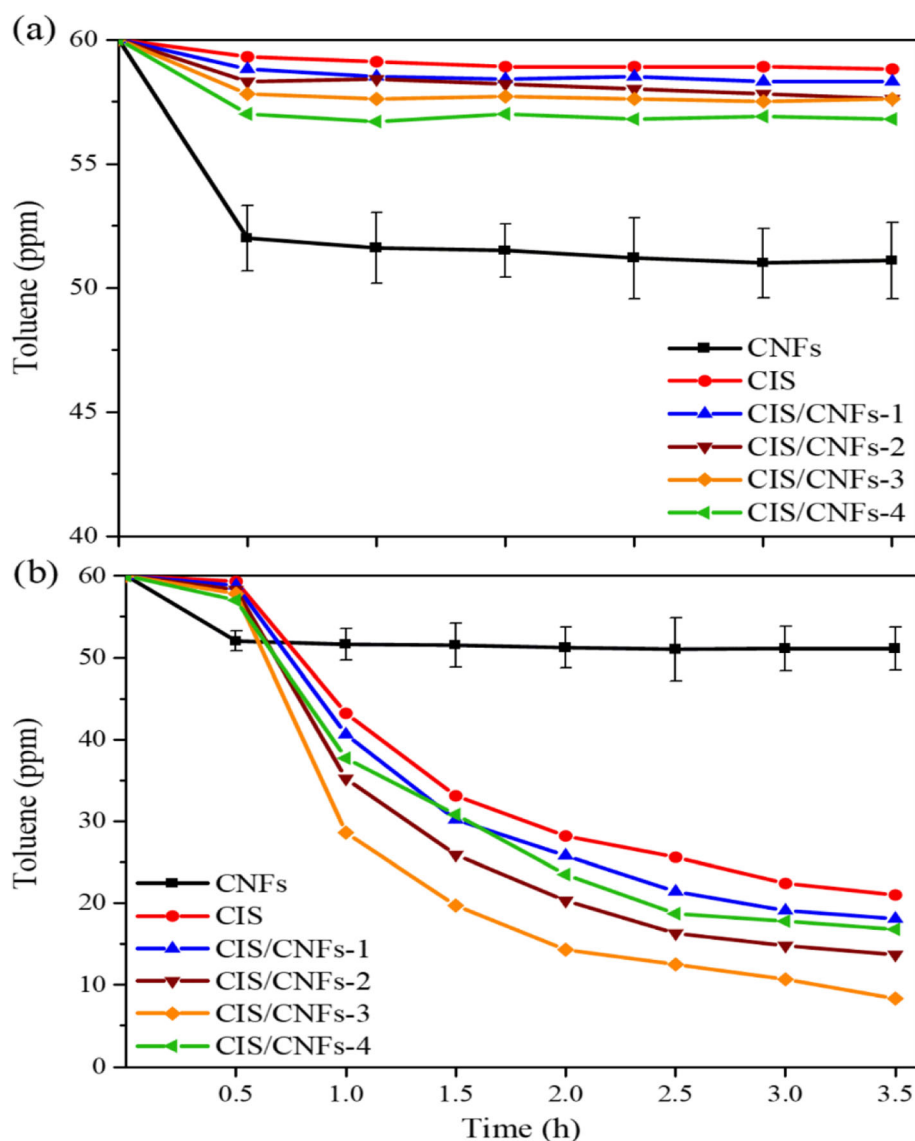 (a)
60
55
50
45
40
Toluene (ppm)
CNFs
CIS
CIS/CNFs-1
CIS/CNFs-2
CIS/CNFs-3
CIS/CNFs-4
(b)
60
50
40
30
20
10
0
Toluene (ppm)
CNFs
CIS
CIS/CNFs-1
CIS/CNFs-2
CIS/CNFs-3
CIS/CNFs-4
0.5 1.0 1.5 2.0 2.5 3.0 3.5
Time (h)